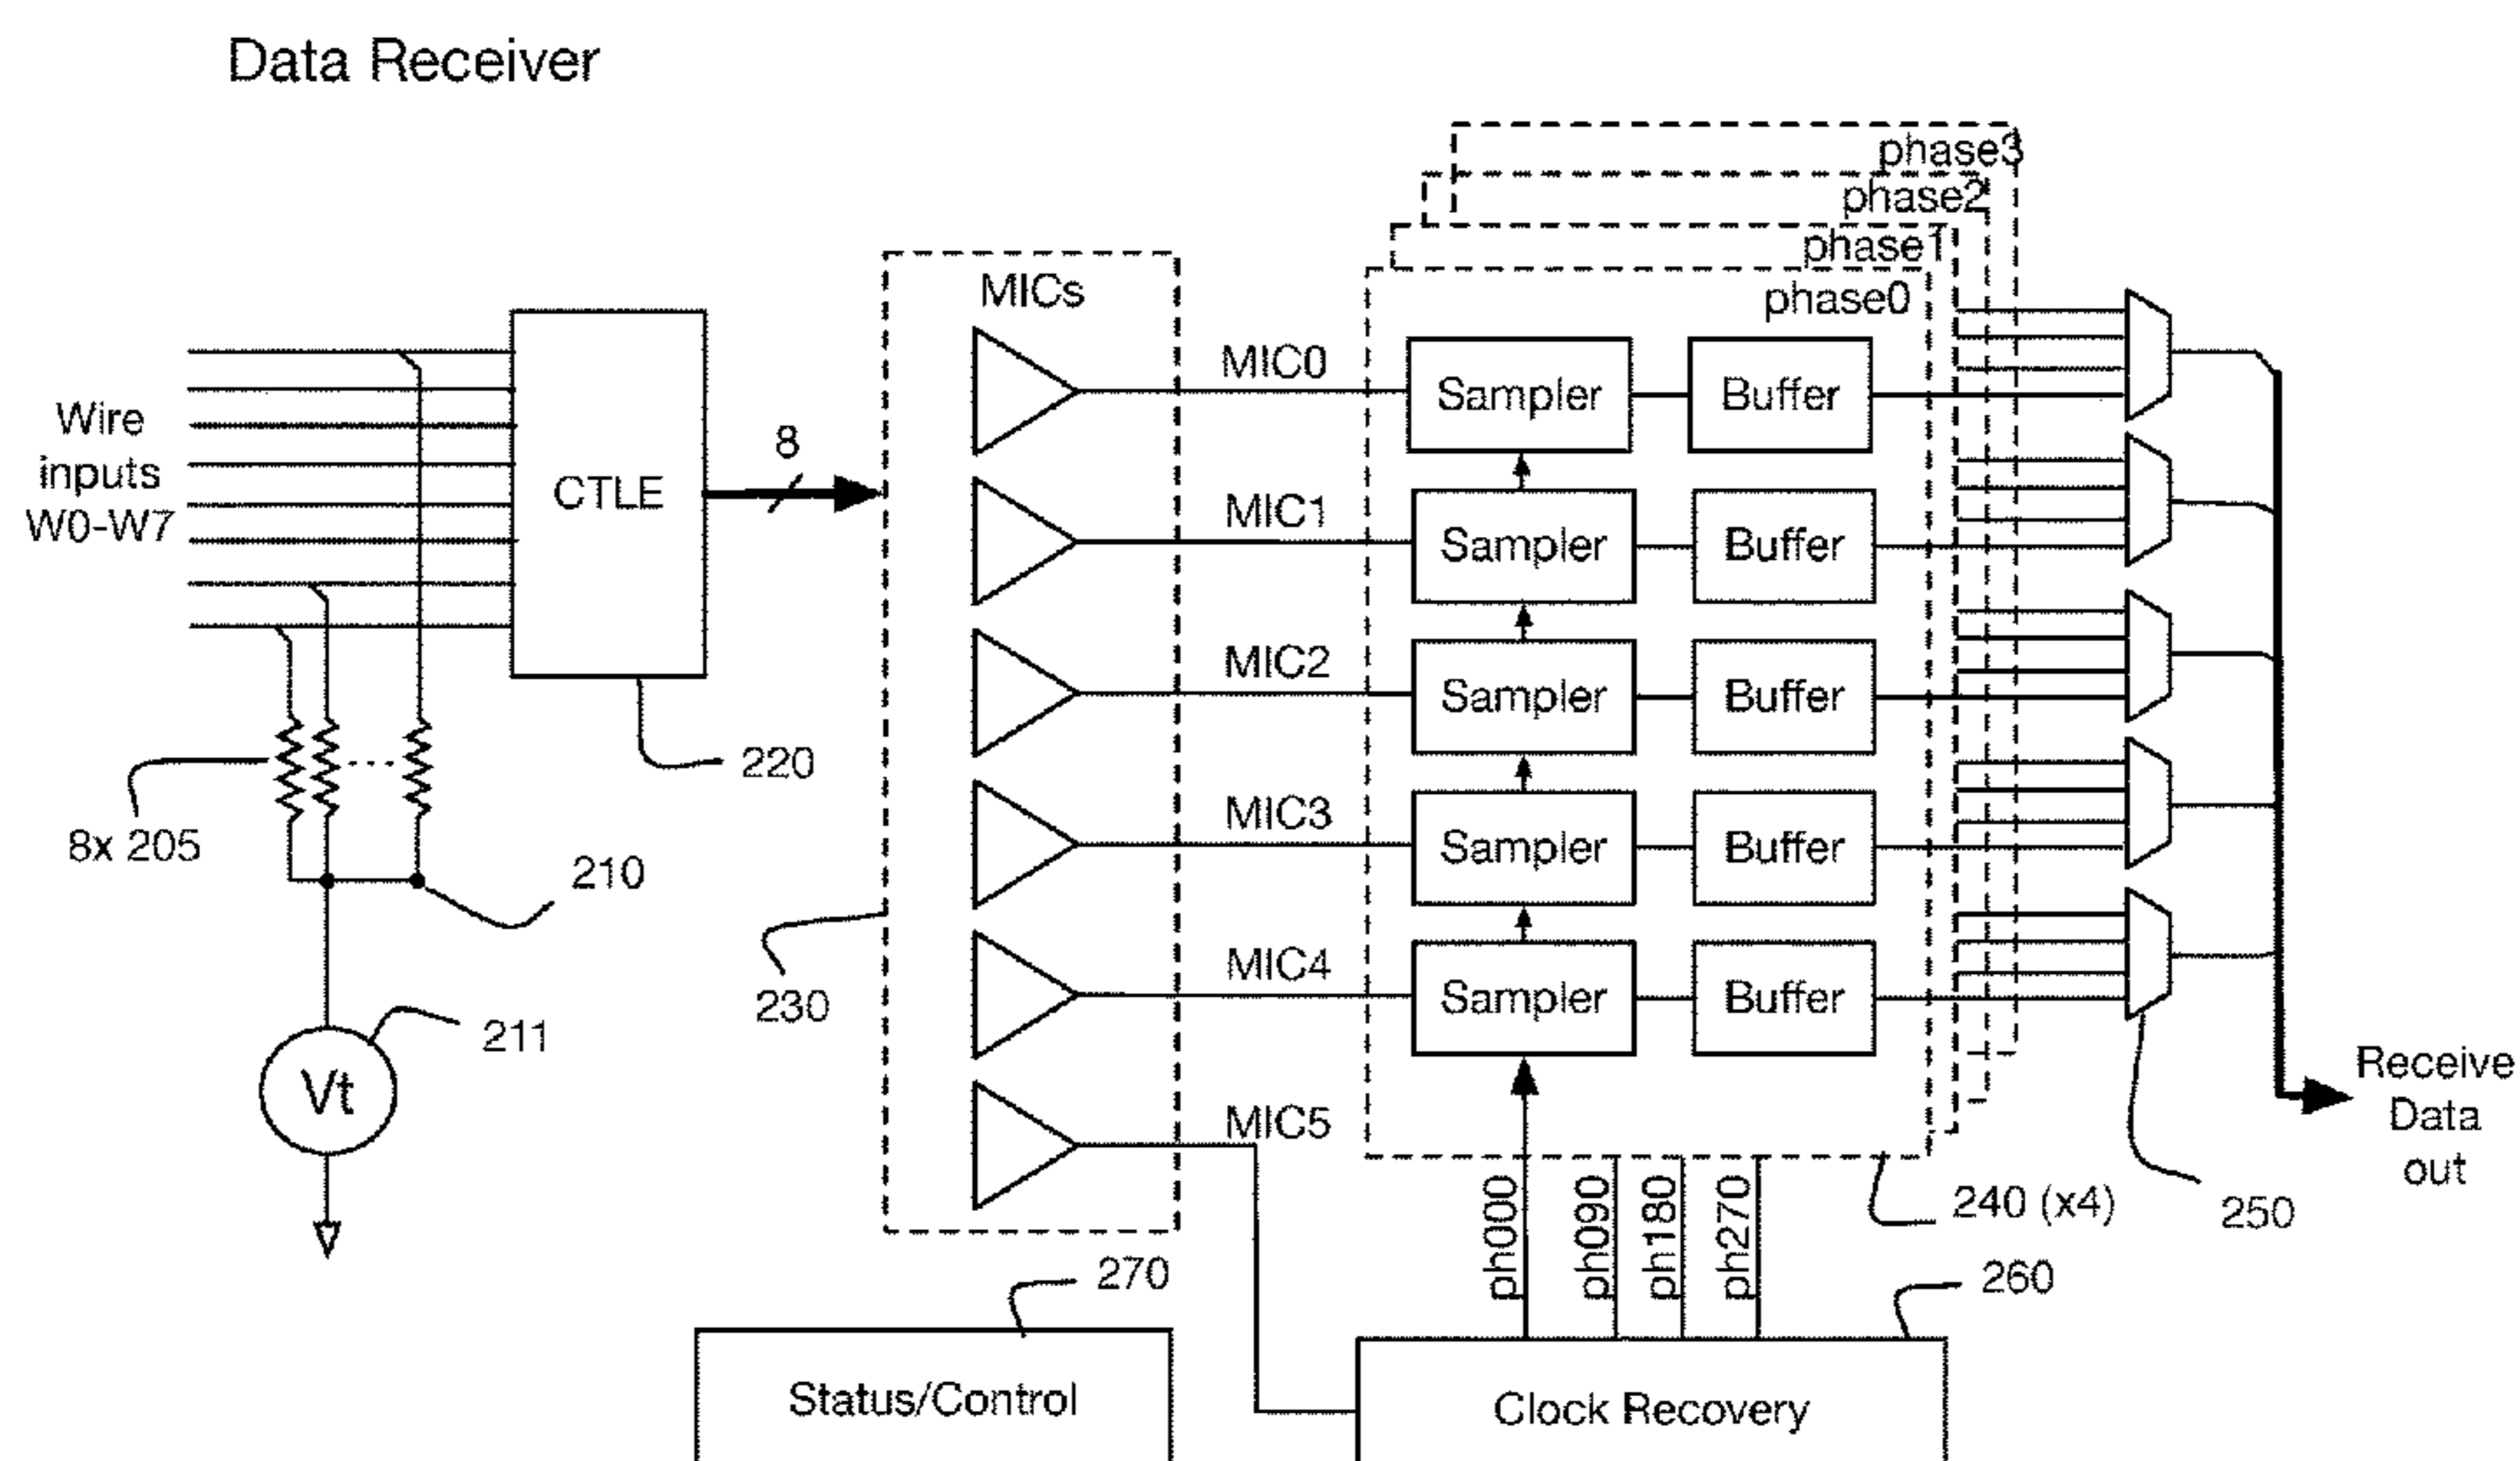 Data Receiver
phase3
phase2
phase1
phase0
MICs
Wire
inputs
W0-W7
CTLE
8
MIC0
Sampler
Buffer
MIC1
Sampler
Buffer
MIC2
Sampler
Buffer
MIC3
Sampler
Buffer
MIC4
Sampler
Buffer
MIC5
220
8x 205
210
230
211
Vt
Receive
Data
out
ph000
ph090
ph180
ph270
240 (x4)
250
270
260
Status/Control
Clock Recovery